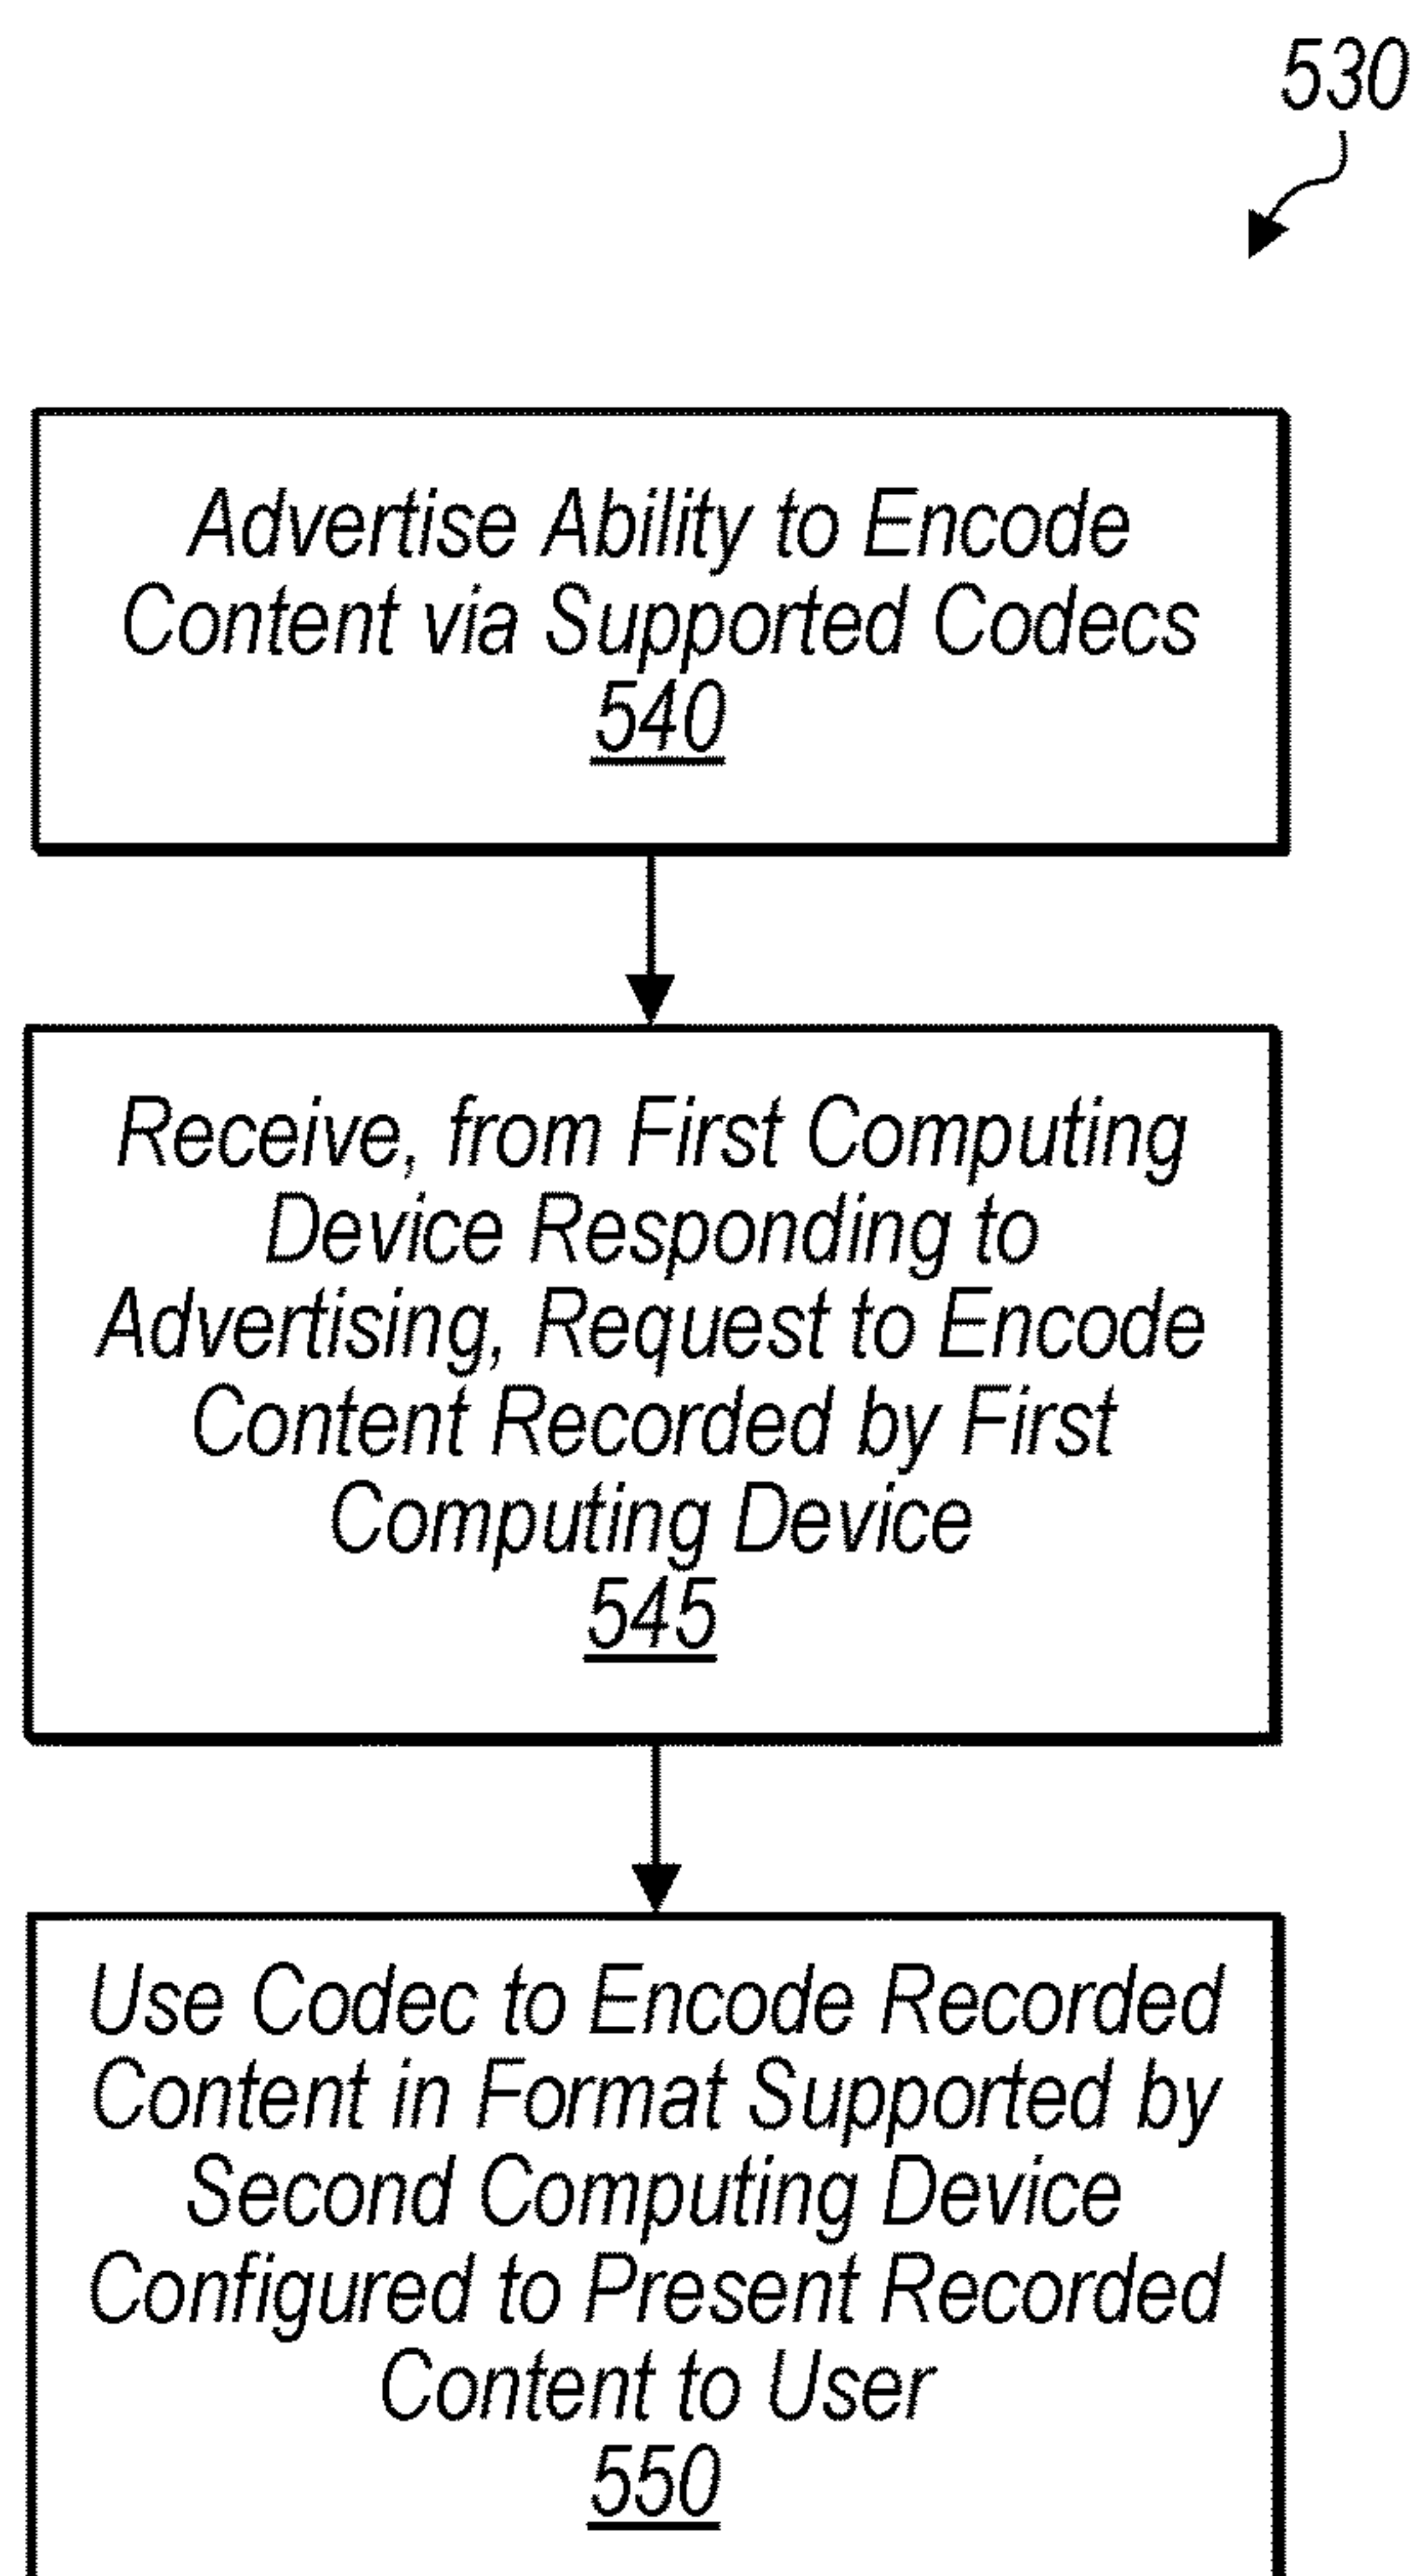 530
Advertise Ability to Encode
Content via Supported Codecs
540
Receive, from First Computing
Device Responding to
Advertising, Request to Encode
Content Recorded by First
Computing Device
545
Use Codec to Encode Recorded
Content in Format Supported by
Second Computing Device
Configured to Present Recorded
Content to User
550